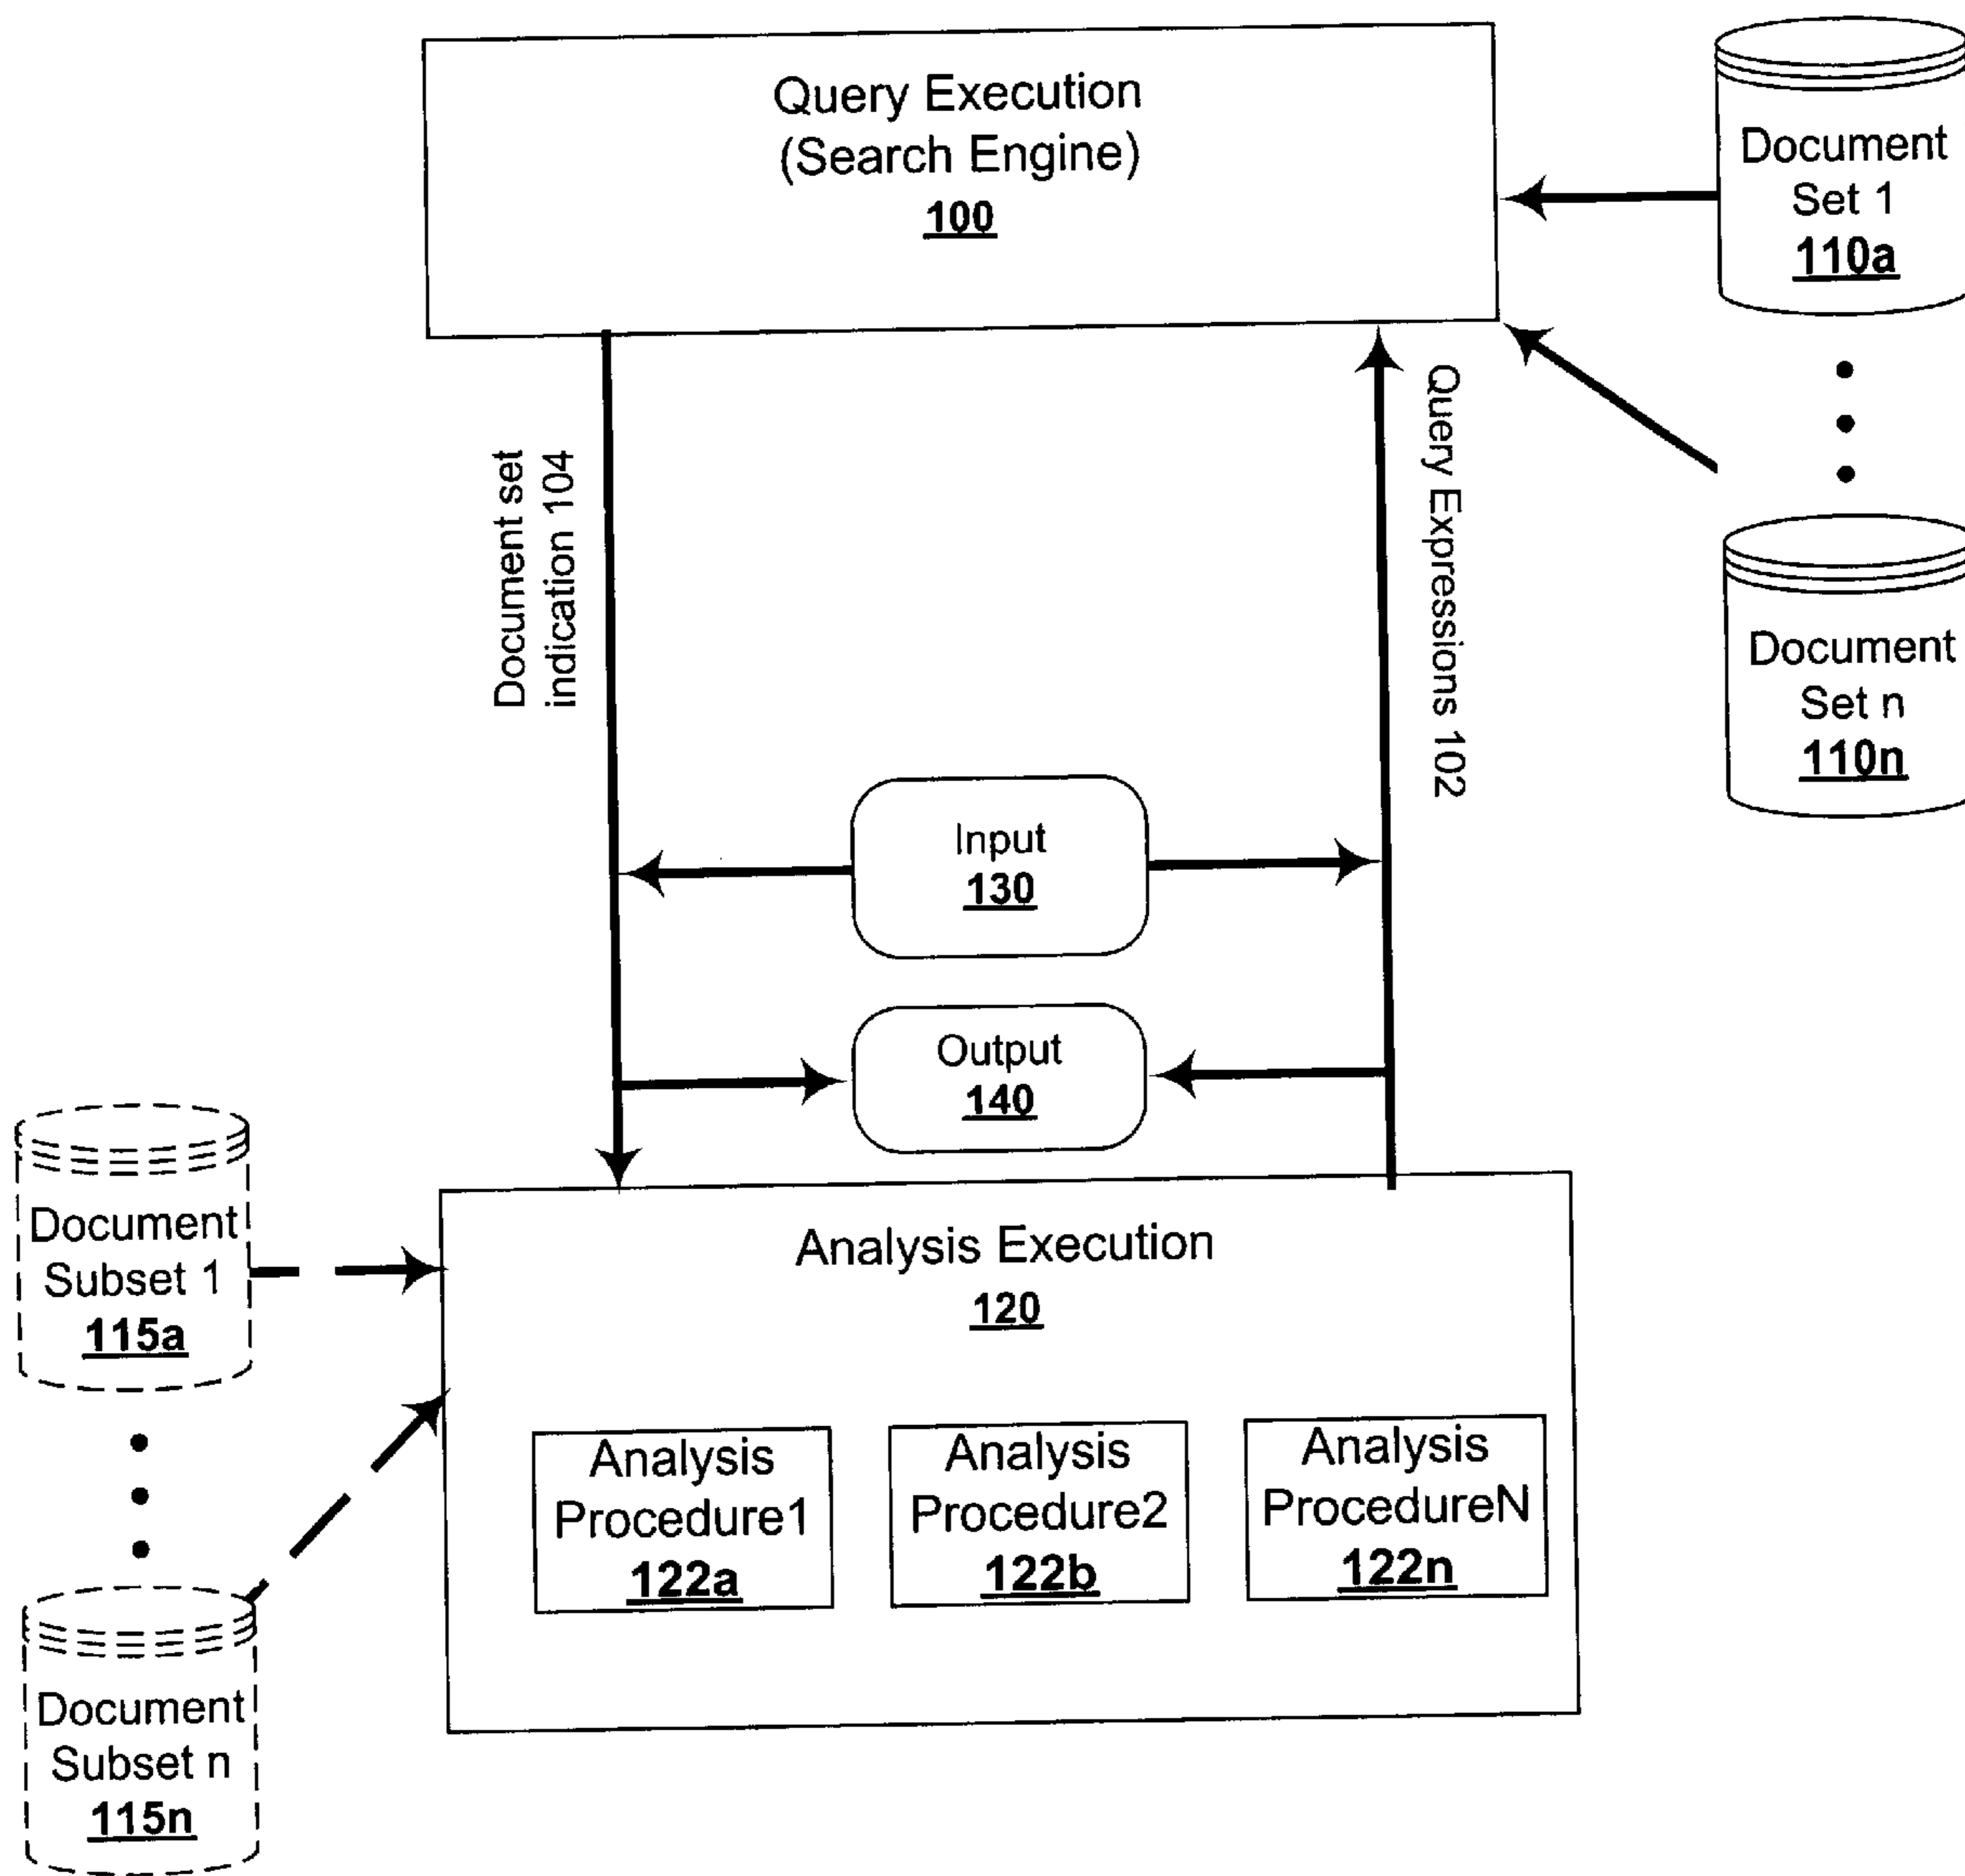 Query Execution
(Search Engine)
100
Document
Set 1
110a
Document set
indication 104
Query Expressions 102
Document
Set n
110n
Input
130
Output
140
Document
Subset 1
115a
Analysis Execution
120
Analysis
Procedure1
122a
Analysis
Procedure2
122b
Analysis
ProcedureN
122n
Document
Subset n
115n